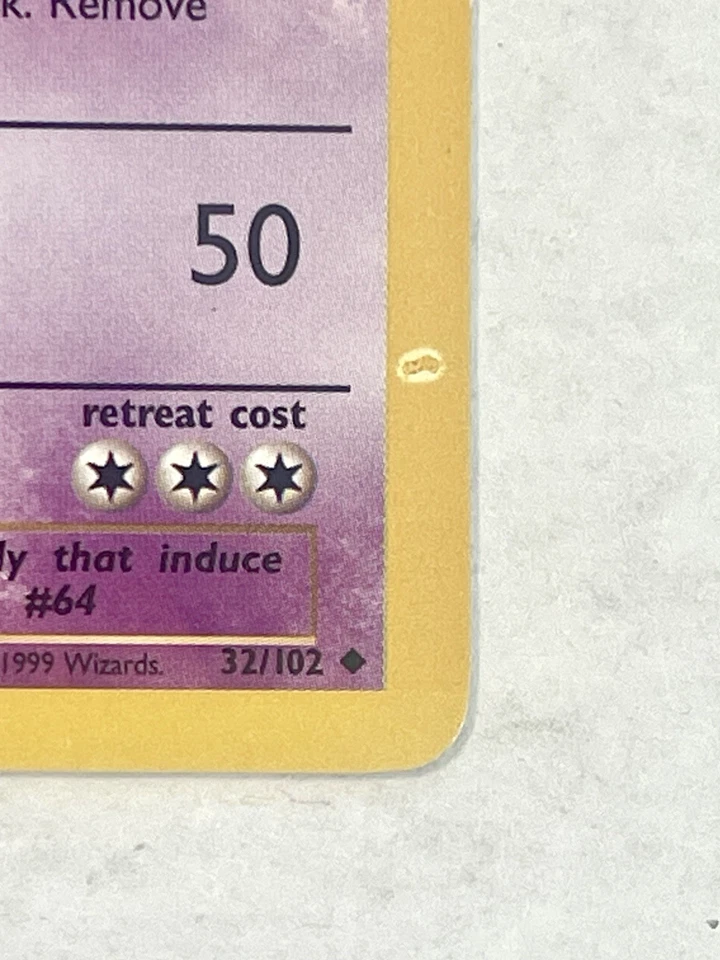 k. Remove
50
retreat cost
ly that induce
#64
1999 Wizards. 32/102